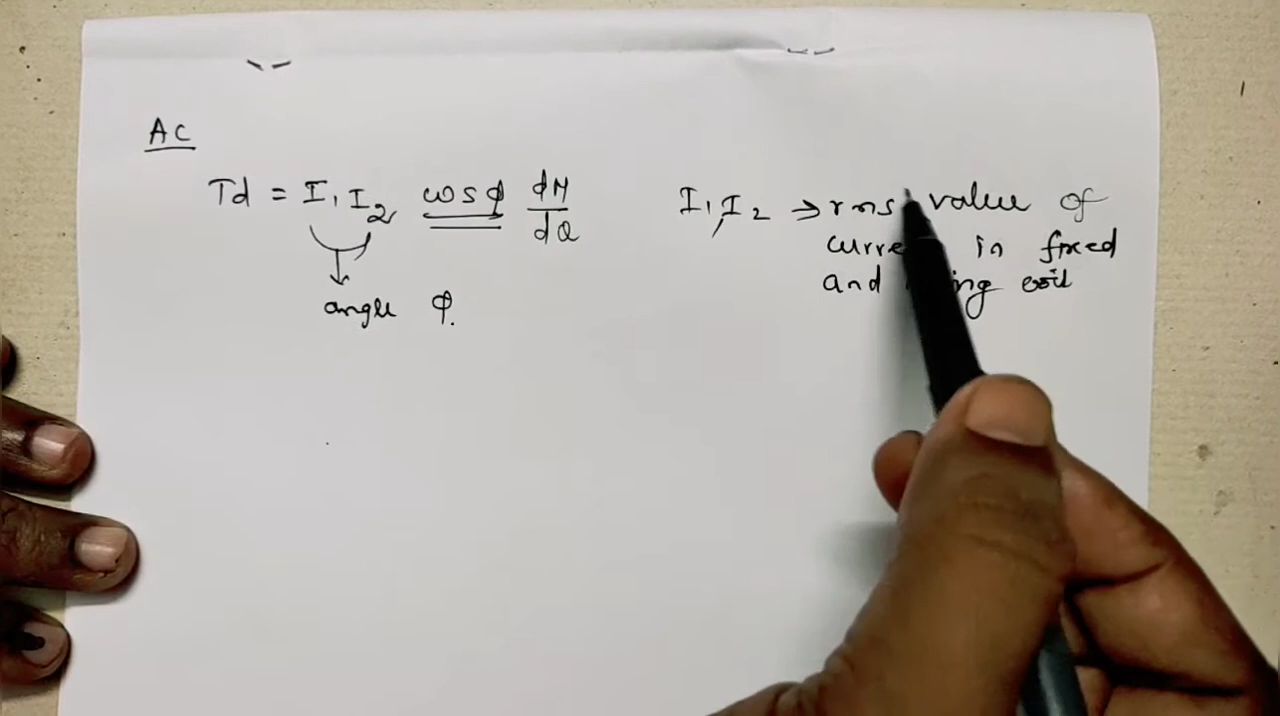 AC
Td = I₁ I₂ cosφ dM/dθ
angle φ.
I₁, I₂ → rms value of
in fixed
and coil